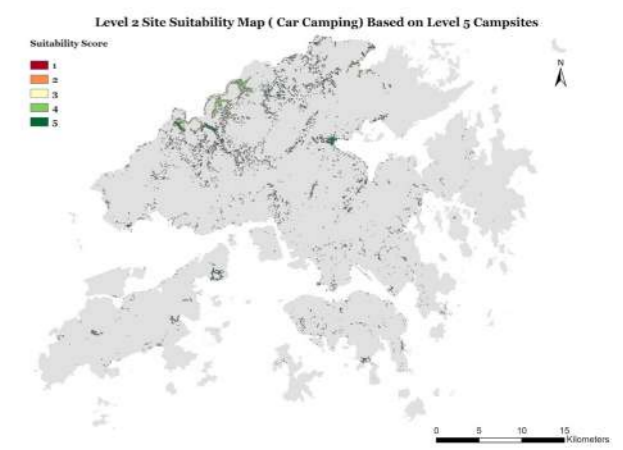 Level 2 Site Suitability Map ( Car Camping) Based on Level 5 Campsites
Suitability Score
1
2
3
4
5
N
0 5 10 15
Kilometers